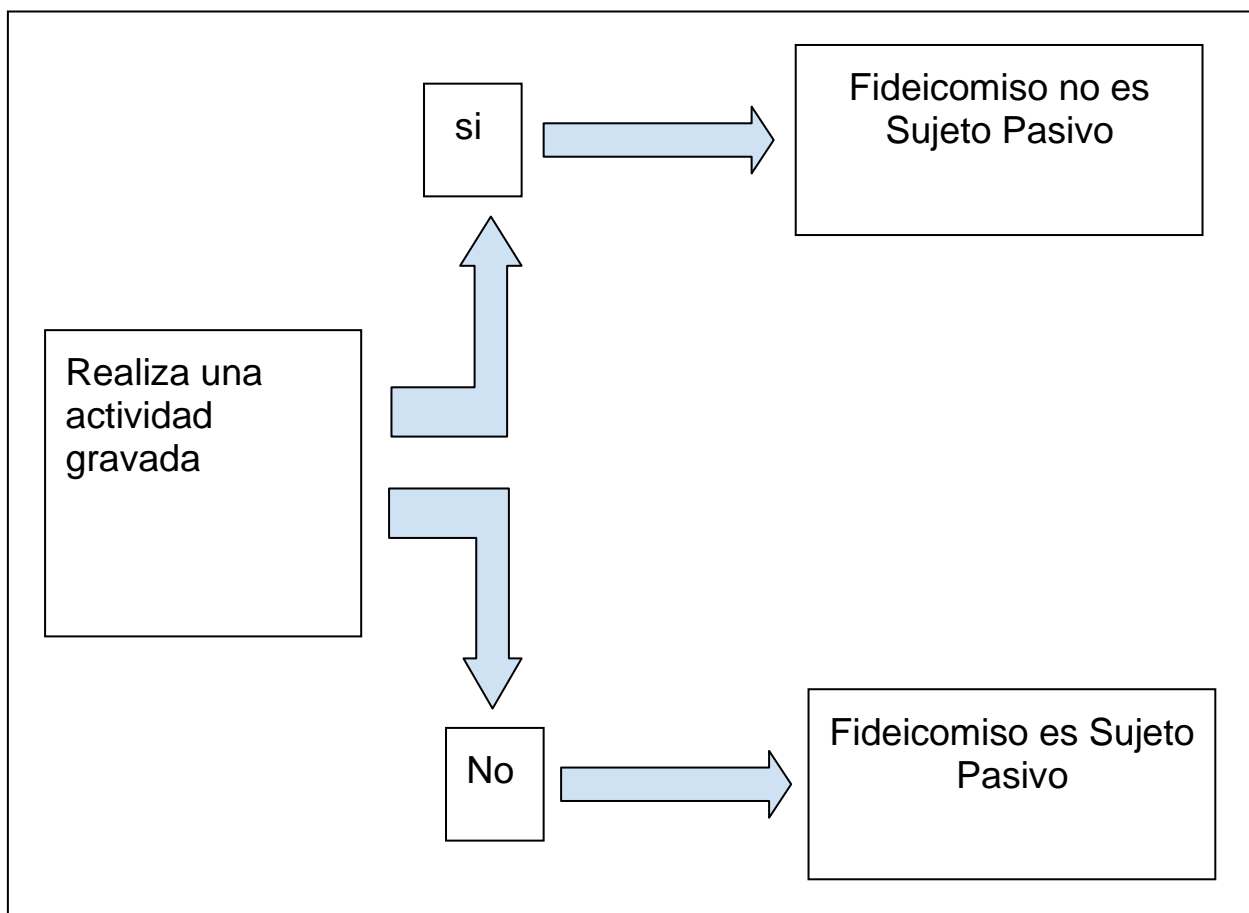 Fideicomiso no es
Sujeto Pasivo
si
Realiza una
actividad
gravada
No
Fideicomiso es Sujeto
Pasivo